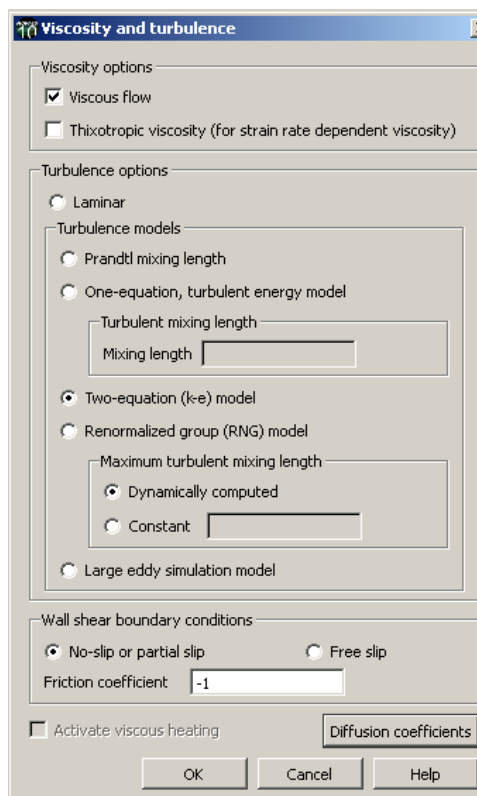 Viscosity and turbulence
Viscosity options
Viscous flow
Thixotropic viscosity (for strain rate dependent viscosity)
Turbulence options
Laminar
Turbulence models
Prandtl mixing length
One-equation, turbulent energy model
Turbulent mixing length
Mixing length
Two-equation (k-e) model
Renormalized group (RNG) model
Maximum turbulent mixing length
Dynamically computed
Constant
Large eddy simulation model
Wall shear boundary conditions
No-slip or partial slip Free slip
Friction coefficient -1
Activate viscous heating Diffusion coefficients
OK Cancel Help